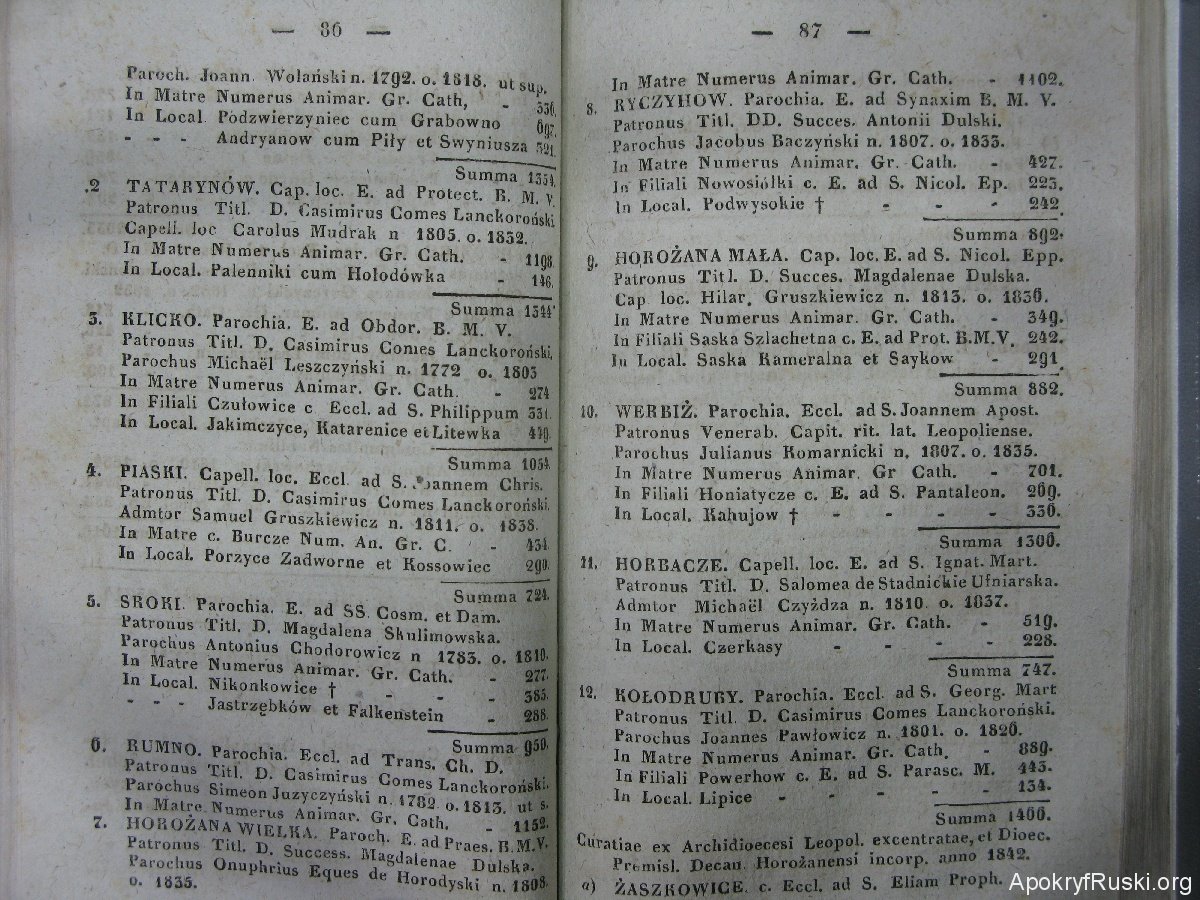 — 86 —
Paroch. Joann. Wolański n. 1792. o. 1818. ut sup.
In Matre Numerus Animar. Gr. Cath, - 336.
In Local. Podzwierzyniec cum Grabowno 697.
- - - Andryanow cum Piły et Swyniusza 321.
Summa 1354.
2 TATARYNÓW. Cap. loc. E. ad Protect. B. M. V.
Patronus Titl. D. Casimirus Comes Lanckoroński.
Capell. loc Carolus Mudrak n 1805. o. 1832.
In Matre Numerus Animar. Gr. Cath. - 1198.
In Local. Palenniki cum Hołodówka - 146.
Summa 1344
3. KLICKO. Parochia. E. ad Obdor. B. M. V.
Patronus Titl. D. Casimirus Comes Lanckoroński.
Parochus Michaël Leszczyński n. 1772 o. 1803
In Matre Numerus Animar. Gr. Cath. - 274
In Filiali Czułowice c Eccl. ad S. Philippum 331.
In Local. Jakimczyce, Katarenice et Litewka 449.
Summa 1054.
4. PIASKI. Capell. loc. Eccl. ad S. Joannem Chris.
Patronus Titl. D. Casimirus Comes Lanckoroński.
Admtor Samuel Gruszkiewicz n. 1811. o. 1838.
In Matre c. Burcze Num. An. Gr. C. - 434.
In Local. Porzyce Zadworne et Kossowiec 290.
Summa 724.
5. SROKI. Parochia. E. ad SS. Cosm. et Dam.
Patronus Titl. D. Magdalena Skulimowska.
Parochus Antonius Chodorowicz n 1783. o. 1810.
In Matre Numerus Animar. Gr. Cath. - 277.
In Local. Nikonkowice † - - - 385.
- - - Jastrzębków et Falkenstein - 288.
Summa 950.
6. RUMNO. Parochia. Eccl. ad Trans. Ch. D.
Patronus Titl. D. Casimirus Comes Lanckoroński.
Parochus Simeon Juzyczyński n. 1782. o. 1813. ut s.
In Matre Numerus Animar. Gr. Cath. - 1152.
7. HOROŻANA WIELKA. Paroch. E. ad Praes. B.M.V.
Patronus Titl. D. Success. Magdalenae Dulska.
Parochus Onuphrius Eques de Horodyski n. 1808.
o. 1835.
— 87 —
In Matre Numerus Animar. Gr. Cath. - 1102.
8. RYCZYHOW. Parochia. E. ad Synaxim B. M. V.
Patronus Titl. DD. Succes. Antonii Dulski.
Parochus Jacobus Baczyński n. 1807. o. 1833.
In Matre Numerus Animar. Gr. Cath. - 427.
In Filiali Nowosiółki c. E. ad S. Nicol. Ep. 223.
In Local. Podwysokie † - - - 242.
Summa 892.
9. HOROŻANA MAŁA. Cap. loc. E. ad S. Nicol. Epp.
Patronus Titl. D. Succes. Magdalenae Dulska.
Cap loc. Hilar. Gruszkiewicz n. 1813. o. 1836.
In Matre Numerus Animar. Gr. Cath. - 349.
In Filiali Saska Szlachetna c. E. ad Prot. B.M.V. 242.
In Local. Saska Kameralna et Saykow - 291.
Summa 882.
10. WERBIŻ. Parochia. Eccl. ad S. Joannem Apost.
Patronus Venerab. Capit. rit. lat. Leopoliense.
Parochus Julianus Komarnicki n. 1807. o. 1835.
In Matre Numerus Animar. Gr Cath. - 701.
In Filiali Honiatycze c. E. ad S. Pantaleon. 269.
In Local. Kahujow † - - - - 336.
Summa 1306.
11. HORBACZE. Capell. loc. E. ad S. Ignat. Mart.
Patronus Titl. D. Salomea de Stadnickie Ufniarska.
Admtor Michaël Czyżdza n. 1810. o. 1837.
In Matre Numerus Animar. Gr. Cath. - 519.
In Local. Czerkasy - - - - 228.
Summa 747.
12. KOŁODRUBY. Parochia. Eccl. ad S. Georg. Mart
Patronus Titl. D. Casimirus Comes Lanckoroński.
Parochus Joannes Pawłowicz n. 1801. o. 1826.
In Matre Numerus Animar. Gr. Cath. - 889.
In Filiali Powerhow c. E. ad S. Parasc. M. 443.
In Local. Lipice - - - - - 134.
Summa 1466.
Curatiae ex Archidioecesi Leopol. excentratae, et Dioec.
Premisl. Decan. Horożanensi incorp. anno 1842.
a) ŻASZKOWICE. c. Eccl. ad S. Eliam Proph.
ApokryfRuski.org